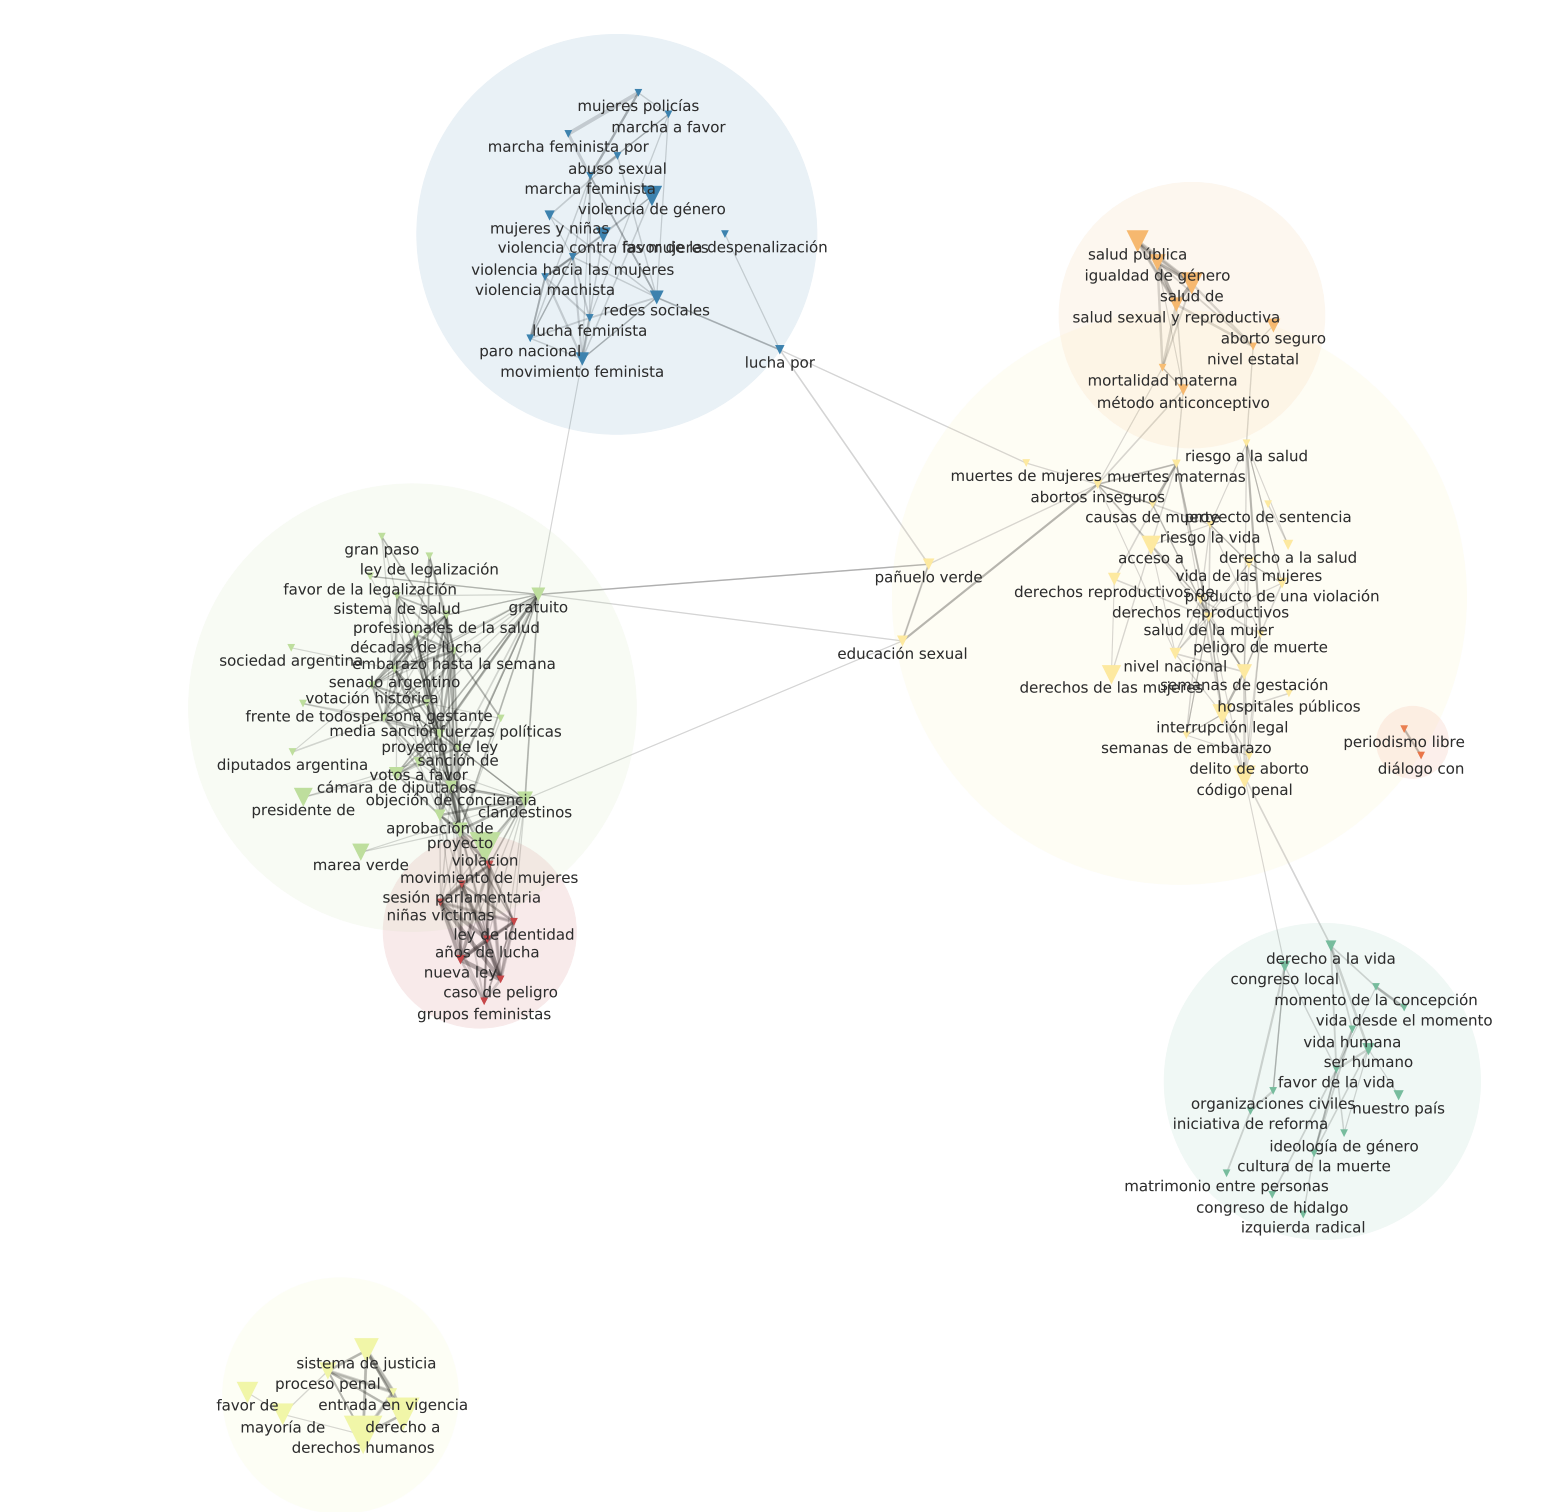 mujeres policías
marcha a favor
marcha feminista por
abuso sexual
marcha feminista
violencia de género
mujeres y niñas
violencia contra las mujeres
favor de la despenalización
violencia hacia las mujeres
violencia machista
redes sociales
lucha feminista
paro nacional
movimiento feminista
lucha por
salud pública
igualdad de género
salud de
salud sexual y reproductiva
aborto seguro
nivel estatal
mortalidad materna
método anticonceptivo
riesgo a la salud
muertes de mujeres
muertes maternas
abortos inseguros
causas de muerte
proyecto de sentencia
riesgo la vida
acceso a
derecho a la salud
pañuelo verde
vida de las mujeres
derechos reproductivos de
producto de una violación
derechos reproductivos
salud de la mujer
educación sexual
peligro de muerte
nivel nacional
derechos de las mujeres
semanas de gestación
hospitales públicos
interrupción legal
semanas de embarazo
delito de aborto
código penal
periodismo libre
diálogo con
gran paso
ley de legalización
favor de la legalización
sistema de salud
gratuito
profesionales de la salud
décadas de lucha
sociedad argentina
embarazo hasta la semana
senado argentino
votación histórica
frente de todos
persona gestante
media sanción
fuerzas políticas
proyecto de ley
sanción de
diputados argentina
votos a favor
cámara de diputados
objeción de conciencia
presidente de
clandestinos
aprobación de
proyecto
marea verde
violacion
movimiento de mujeres
sesión parlamentaria
niñas victimas
ley de identidad
años de lucha
nueva ley
caso de peligro
grupos feministas
derecho a la vida
congreso local
momento de la concepción
vida desde el momento
vida humana
ser humano
favor de la vida
organizaciones civiles
nuestro país
iniciativa de reforma
ideología de género
cultura de la muerte
matrimonio entre personas
congreso de hidalgo
izquierda radical
sistema de justicia
proceso penal
favor de
entrada en vigencia
mayoría de
derecho a
derechos humanos